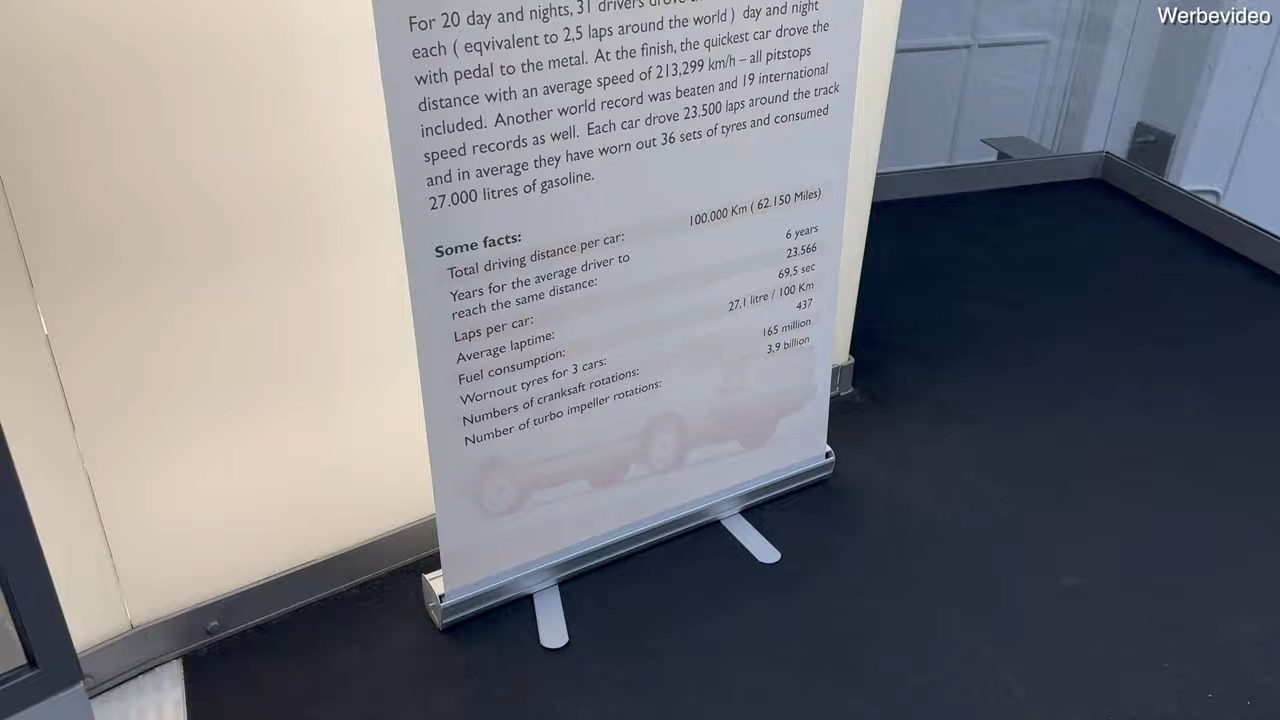 Werbevideo
For 20 day and nights, 31 drivers drove
each ( eqvivalent to 2,5 laps around the world ) day and night
with pedal to the metal. At the finish, the quickest car drove the
distance with an average speed of 213,299 km/h – all pitstops
included. Another world record was beaten and 19 international
speed records as well. Each car drove 23.500 laps around the track
and in average they have worn out 36 sets of tyres and consumed
27.000 litres of gasoline.
Some facts:
Total driving distance per car: 100.000 Km ( 62.150 Miles)
Years for the average driver to
reach the same distance: 6 years
Laps per car: 23.566
Average laptime: 69,5 sec
Fuel consumption: 27,1 litre / 100 Km
Wornout tyres for 3 cars: 437
Numbers of cranksaft rotations: 165 million
Number of turbo impeller rotations: 3,9 billion